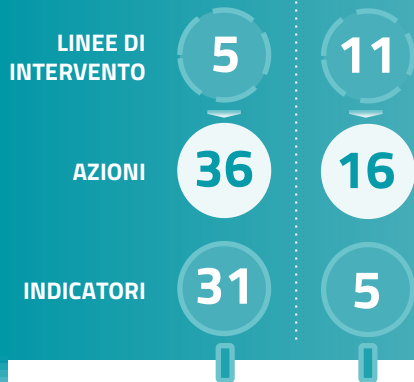 LINEE DI
INTERVENTO
5
11
AZIONI
36
16
INDICATORI
31
5